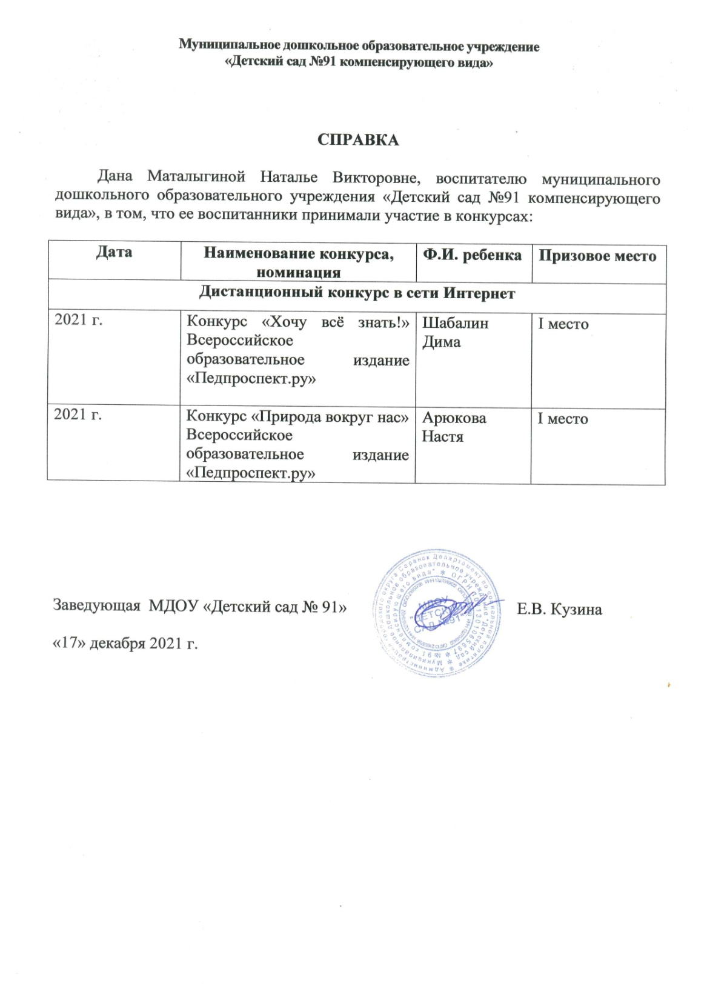 Муниципальное дошкольное образовательное учреждение
«Детский сад №91 компенсирующего вида»
СПРАВКА
Дана Маталыгиной Наталье Викторовне, воспитателю муниципального
дошкольного образовательного учреждения «Детский сад №91 компенсирующего
вида», в том, что ее воспитанники принимали участие в конкурсах:
Дата
Наименование конкурса,
номинация
Ф.И. ребенка
Призовое место
Дистанционный конкурс в сети Интернет
2021 г.
Конкурс «Хочу всё знать!»
Всероссийское
образовательное издание
«Педпроспект.ру»
Шабалин
Дима
I место
2021 г.
Конкурс «Природа вокруг нас»
Всероссийское
образовательное издание
«Педпроспект.ру»
Арюкова
Настя
I место
Заведующая МДОУ «Детский сад № 91»
МДОУ
"ДЕТСКИЙ
САД №91"
Е.В. Кузина
«17» декабря 2021 г.